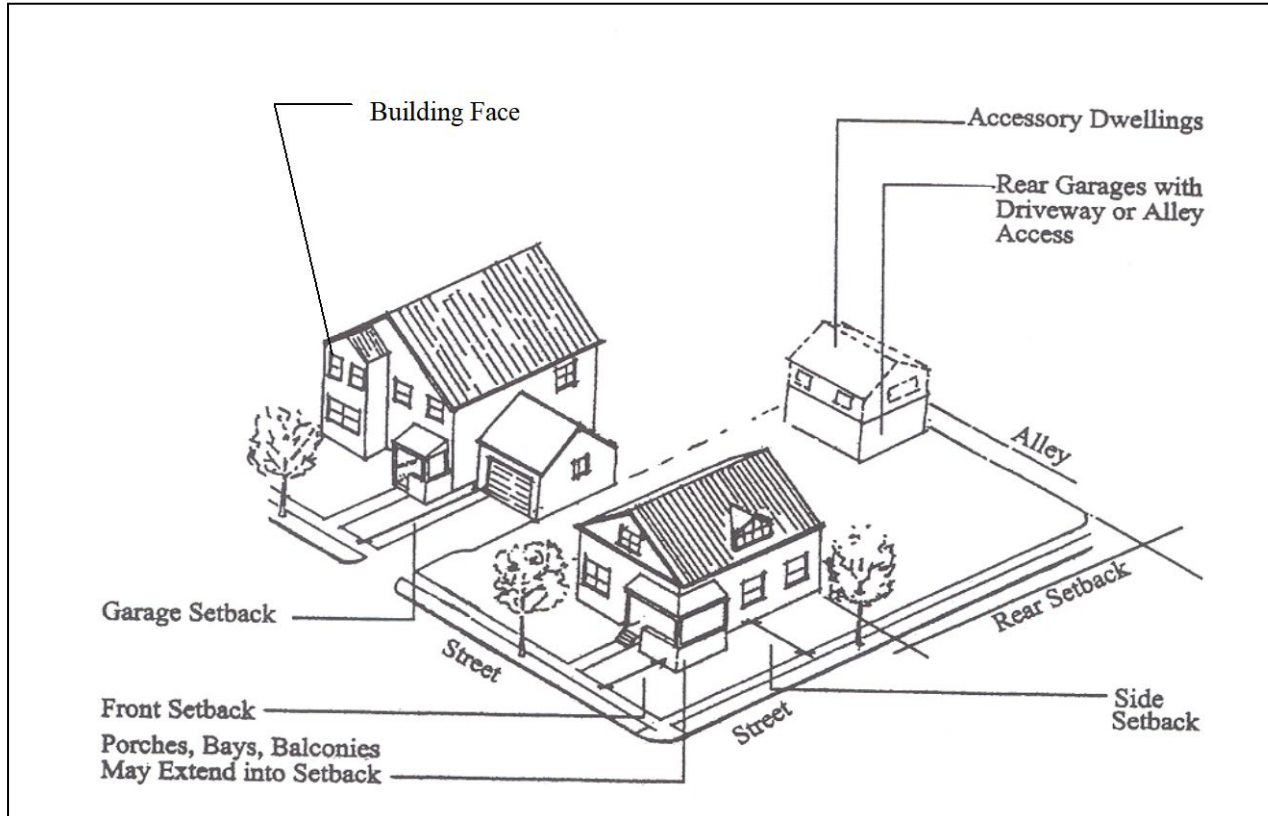 Building Face
Accessory Dwellings
Rear Garages with
Driveway or Alley
Access
Alley
Rear Setback
Garage Setback
Street
Front Setback
Street
Side
Setback
Porches, Bays, Balconies
May Extend into Setback